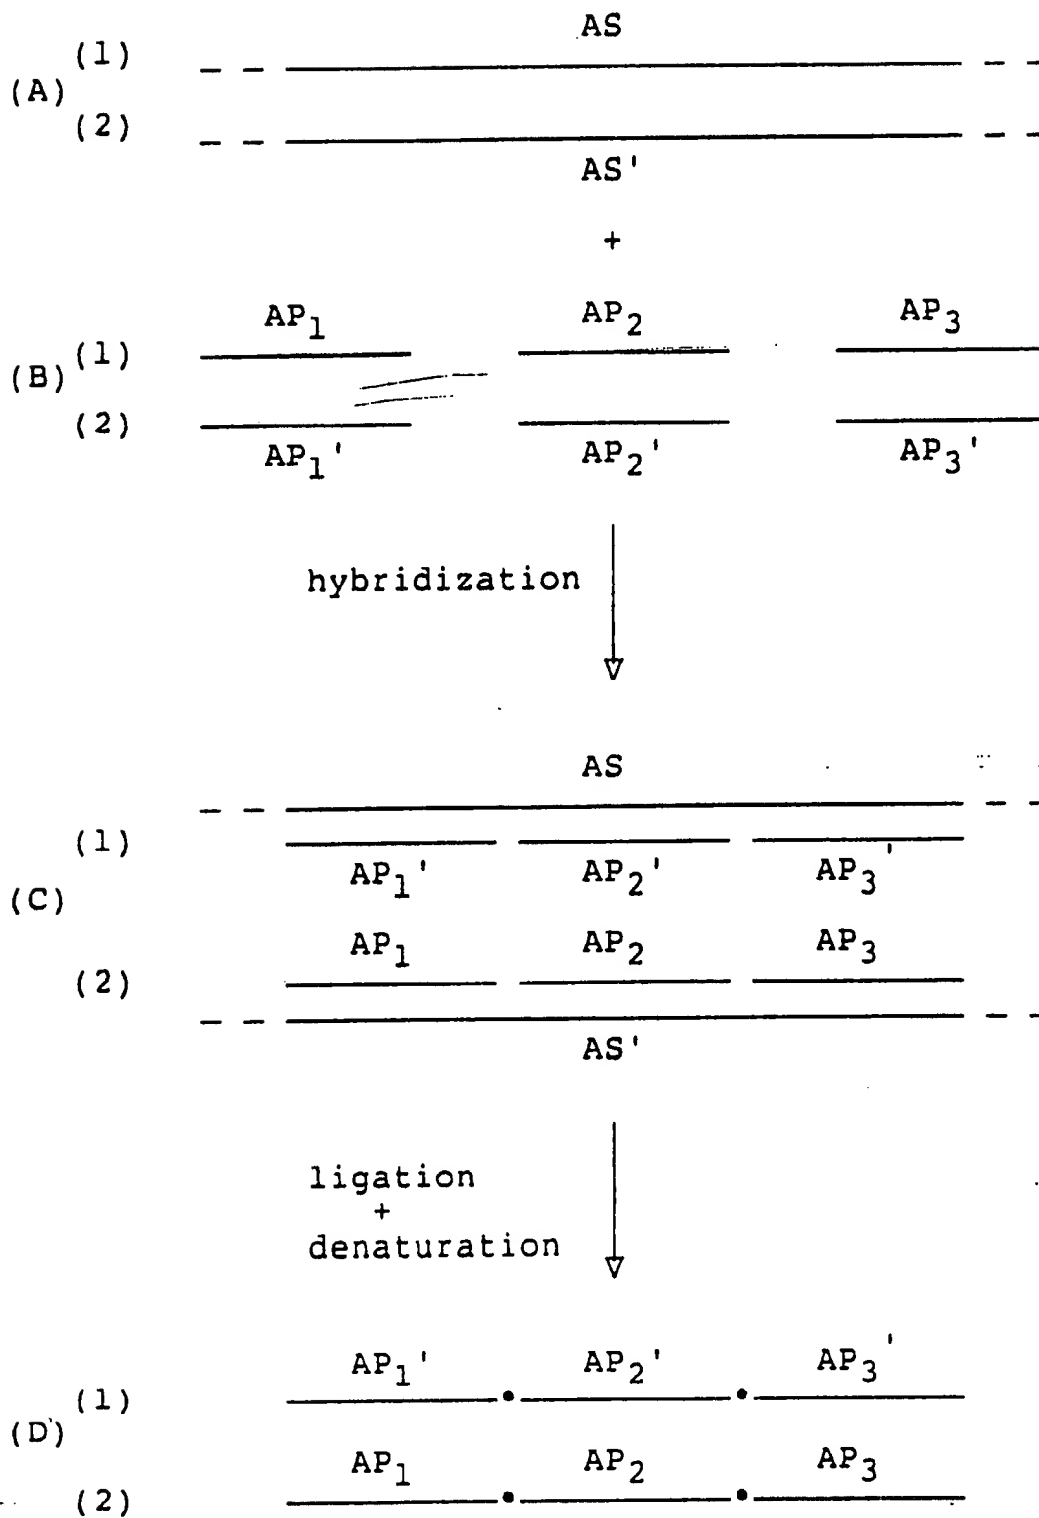 AS
(1)
(A)
(2)
AS'
+
AP₁ AP₂ AP₃
(1)
(B)
(2)
AP₁' AP₂' AP₃'
hybridization
AS
(1)
AP₁' AP₂' AP₃'
(C)
AP₁ AP₂ AP₃
(2)
AS'
ligation
+
denaturation
AP₁' AP₂' AP₃'
(1)
(D)
AP₁ AP₂ AP₃
(2)